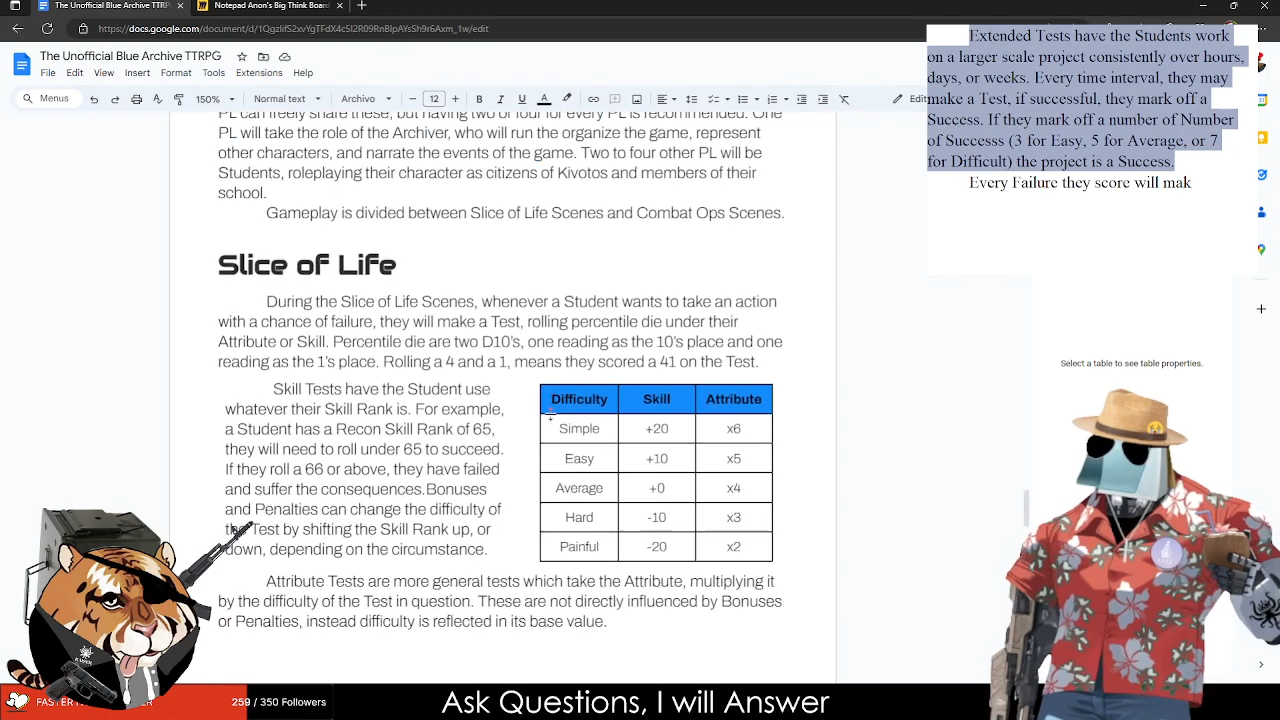 The Unofficial Blue Archive TTRPG
Notepad Anon's Big Think Board
https://docs.google.com/document/d/1QgzIifS2xvYgTFdX4c5I2R09RnBlpAYsSh9r6Axm_1w/edit
The Unofficial Blue Archive TTRPG
File Edit View Insert Format Tools Extensions Help
Menus 150% Normal text Archivo 12
PL can freely share these, but having two or four for every PL is recommended. One
PL will take the role of the Archiver, who will run the organize the game, represent
other characters, and narrate the events of the game. Two to four other PL will be
Students, roleplaying their character as citizens of Kivotos and members of their
school.
Gameplay is divided between Slice of Life Scenes and Combat Ops Scenes.
Slice of Life
During the Slice of Life Scenes, whenever a Student wants to take an action
with a chance of failure, they will make a Test, rolling percentile die under their
Attribute or Skill. Percentile die are two D10's, one reading as the 10's place and one
reading as the 1's place. Rolling a 4 and a 1, means they scored a 41 on the Test.
Skill Tests have the Student use
whatever their Skill Rank is. For example,
a Student has a Recon Skill Rank of 65,
they will need to roll under 65 to succeed.
If they roll a 66 or above, they have failed
and suffer the consequences.Bonuses
and Penalties can change the difficulty of
the Test by shifting the Skill Rank up, or
down, depending on the circumstance.
Difficulty Skill Attribute
Simple +20 x6
Easy +10 x5
Average +0 x4
Hard -10 x3
Painful -20 x2
Attribute Tests are more general tests which take the Attribute, multiplying it
by the difficulty of the Test in question. These are not directly influenced by Bonuses
or Penalties, instead difficulty is reflected in its base value.
Extended Tests have the Students work
on a larger scale project consistently over hours,
days, or weeks. Every time interval, they may
make a Test, if successful, they mark off a
Success. If they mark off a number of Number
of Successs (3 for Easy, 5 for Average, or 7
for Difficult) the project is a Success.
Every Failure they score will mak
Select a table to see table properties.
259 / 350 Followers
Ask Questions, I will Answer